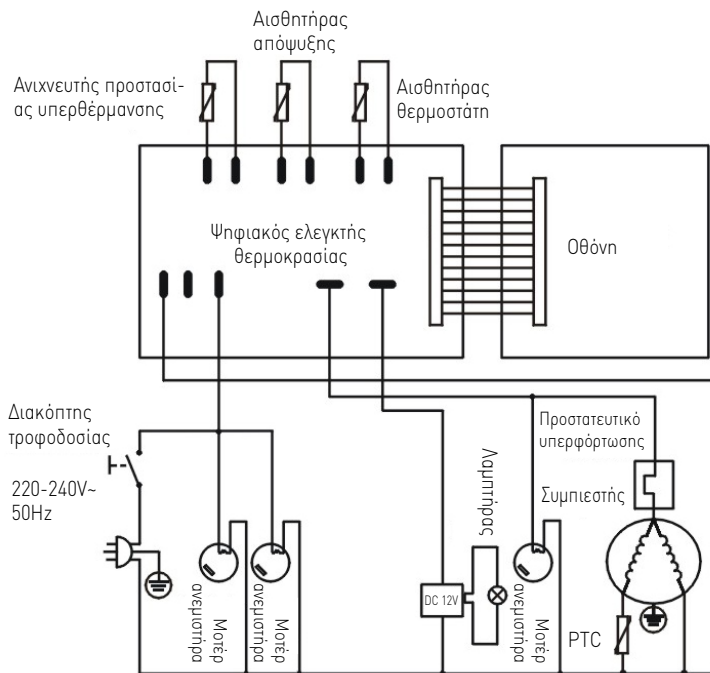 Αισθητήρας
απόψυξης
Ανιχνευτής προστασί-
ας υπερθέρμανσης
Αισθητήρας
θερμοστάτη
Ψηφιακός ελεγκτής
θερμοκρασίας
Οθόνη
Διακόπτης
τροφοδοσίας
220-240V~
50Hz
Προστατευτικό
υπερφόρτωσης
Λαμπτήρας
Συμπιεστής
DC 12V
Μοτέρ
ανεμιστήρα
Μοτέρ
ανεμιστήρα
Μοτέρ
ανεμιστήρα
PTC